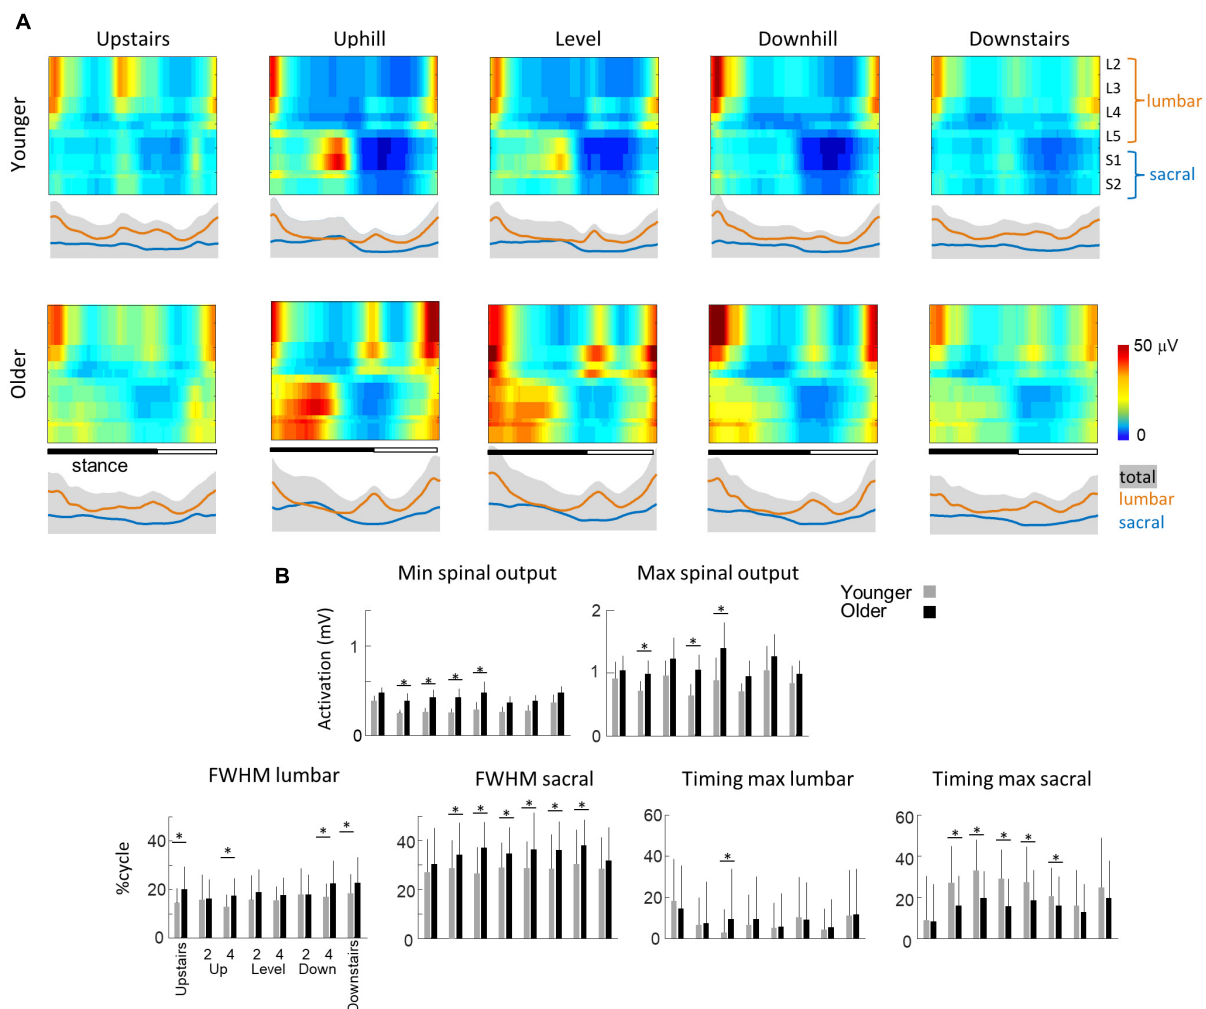 A
Upstairs Uphill Level Downhill Downstairs
Younger
L2
L3
L4
L5
S1
S2
lumbar
sacral
Older
50 μV
0
stance
total
lumbar
sacral
B
Min spinal output
Max spinal output
Younger
Older
Activation (mV)
1
0
2
1
0
* * * *
* * *
FWHM lumbar
FWHM sacral
Timing max lumbar
Timing max sacral
%cycle
40
20
0
40
20
0
60
40
20
0
60
40
20
0
* * * *
* * * * * *
*
* * * * *
Upstairs
2 4 2 4 2 4
Up Level Down
Downstairs